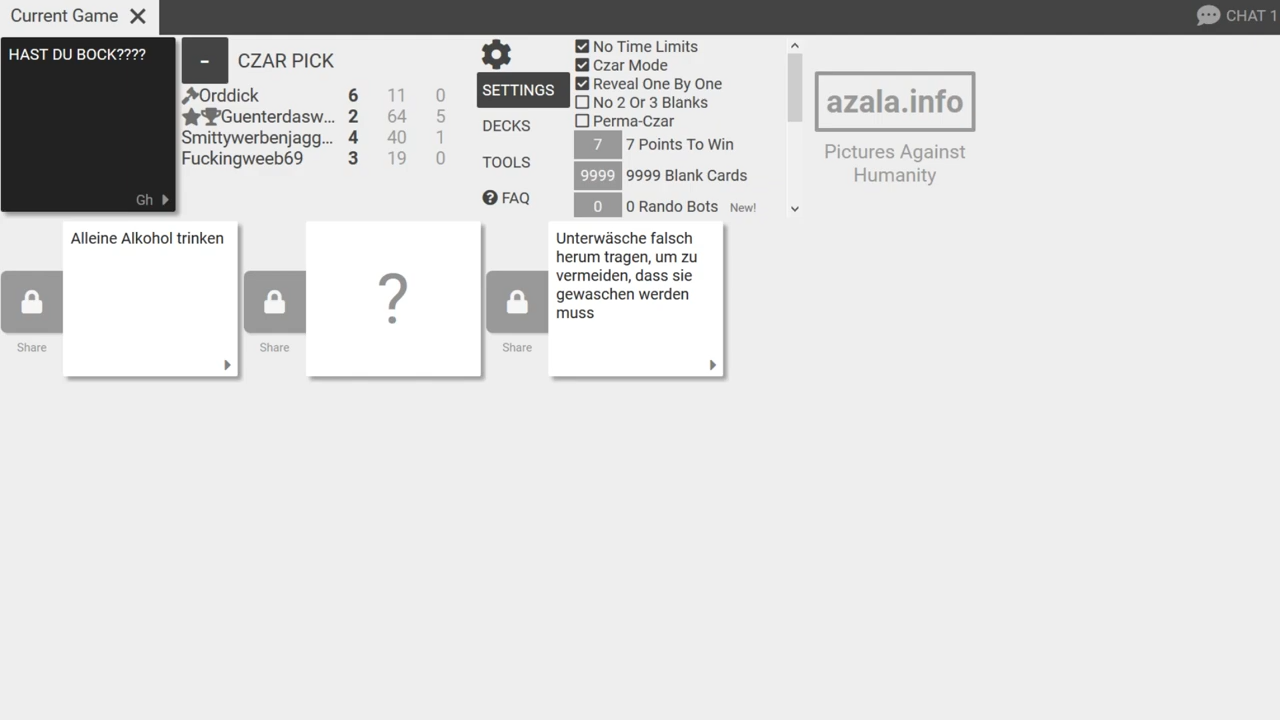 Current Game
CHAT 1
HAST DU BOCK????
Gh
-
CZAR PICK
Orddick 6 11 0
Guenterdasw... 2 64 5
Smittywerbenjagg... 4 40 1
Fuckingweeb69 3 19 0
SETTINGS
DECKS
TOOLS
? FAQ
No Time Limits
Czar Mode
Reveal One By One
No 2 Or 3 Blanks
Perma-Czar
7 7 Points To Win
9999 9999 Blank Cards
0 0 Rando Bots New!
azala.info
Pictures Against
Humanity
Share
Alleine Alkohol trinken
Share
?
Share
Unterwäsche falsch
herum tragen, um zu
vermeiden, dass sie
gewaschen werden
muss